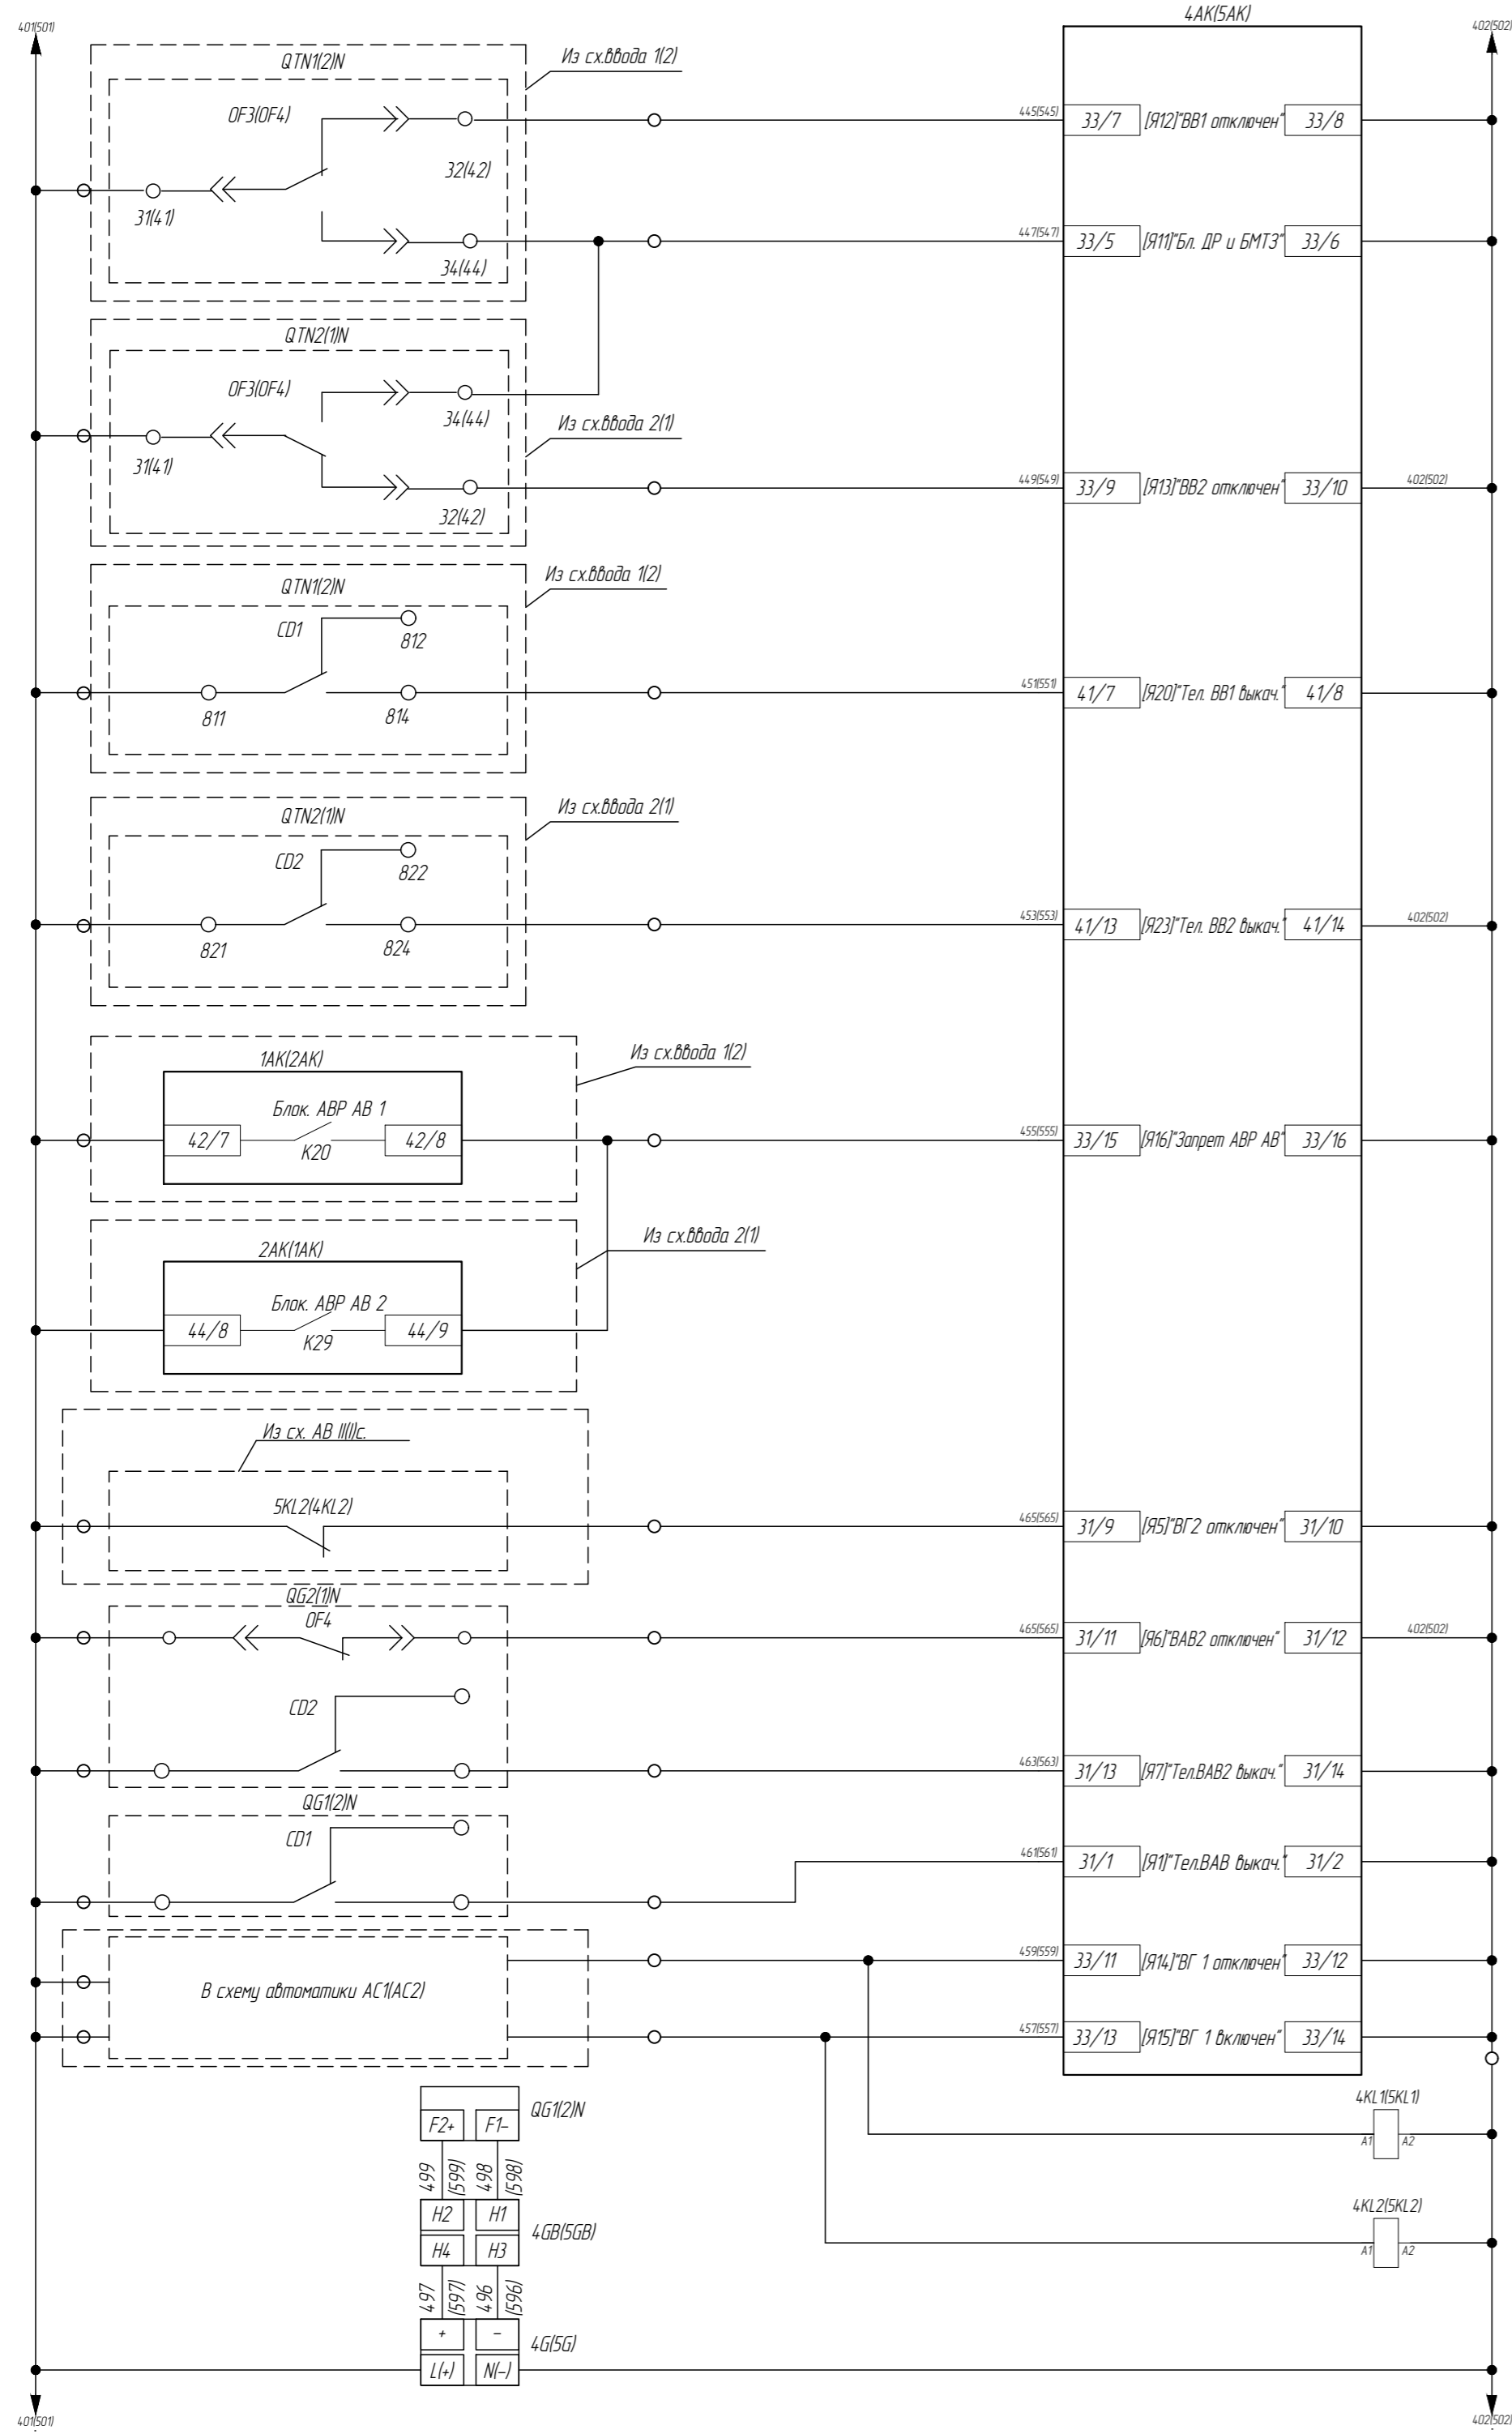 4АК(5АК)
401(501)
402(502)
QTN1(2)N
Из сх.ввода 1(2)
OF3(OF4)
445(545)
33/7
[Я12]"ВВ1 отключен"
33/8
32(42)
31(41)
447(547)
33/5
[Я11]"Бл. ДР и БМТЗ"
33/6
34(44)
QTN2(1)N
OF3(OF4)
34(44)
Из сх.ввода 2(1)
31(41)
449(549)
33/9
[Я13]"ВВ2 отключен"
33/10
402(502)
32(42)
QTN1(2)N
Из сх.ввода 1(2)
CD1
812
451(551)
41/7
[Я20]"Тел. ВВ1 выкач."
41/8
811
814
QTN2(1)N
Из сх.ввода 2(1)
CD2
822
453(553)
41/13
[Я23]"Тел. ВВ2 выкач."
41/14
402(502)
821
824
1АК(2АК)
Из сх.ввода 1(2)
Блок. АВР АВ 1
42/7
К20
42/8
455(555)
33/15
[Я16]"Запрет АВР АВ"
33/16
2АК(1АК)
Из сх.ввода 2(1)
Блок. АВР АВ 2
44/8
К29
44/9
Из сх. АВ II(I)с.
5KL2(4KL2)
465(565)
31/9
[Я5]"ВГ2 отключен"
31/10
QG2(1)N
OF4
465(565)
31/11
[Я6]"ВАВ2 отключен"
31/12
402(502)
CD2
463(563)
31/13
[Я7]"Тел.ВАВ2 выкач."
31/14
QG1(2)N
CD1
461(561)
31/1
[Я1]"Тел.ВАВ выкач."
31/2
459(559)
33/11
[Я14]"ВГ 1 отключен"
33/12
В схему автоматики АС1(АС2)
457(557)
33/13
[Я15]"ВГ 1 включен"
33/14
QG1(2)N
F2+
F1–
4KL1(5KL1)
A1
A2
499
(599)
498
(598)
H2
H1
4GB(5GB)
H4
H3
4KL2(5KL2)
A1
A2
497
(597)
496
(596)
+
–
4G(5G)
L(+)
N(–)
401(501)
402(502)